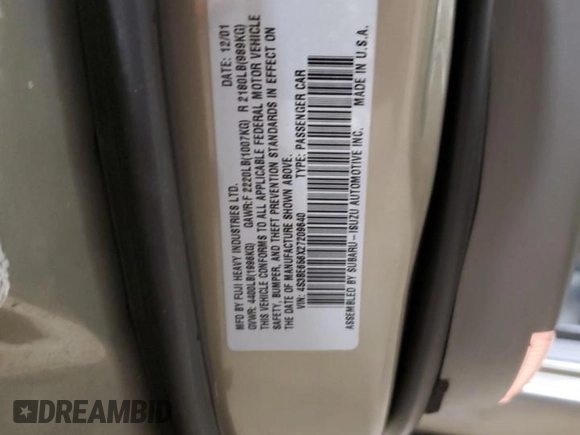 MFD BY FUJI HEAVY INDUSTRIES LTD. DATE: 12/01
GVWR: 4400LB(1996KG) GAWR:F 2220LB(1007KG) R 2180LB(989KG)
THIS VEHICLE CONFORMS TO ALL APPLICABLE FEDERAL MOTOR VEHICLE
SAFETY, BUMPER, AND THEFT PREVENTION STANDARDS IN EFFECT ON
THE DATE OF MANUFACTURE SHOWN ABOVE.
VIN: 4S3BE656X27209640 TYPE: PASSENGER CAR
ASSEMBLED BY SUBARU-ISUZU AUTOMOTIVE INC. MADE IN U.S.A.
DREAMBID